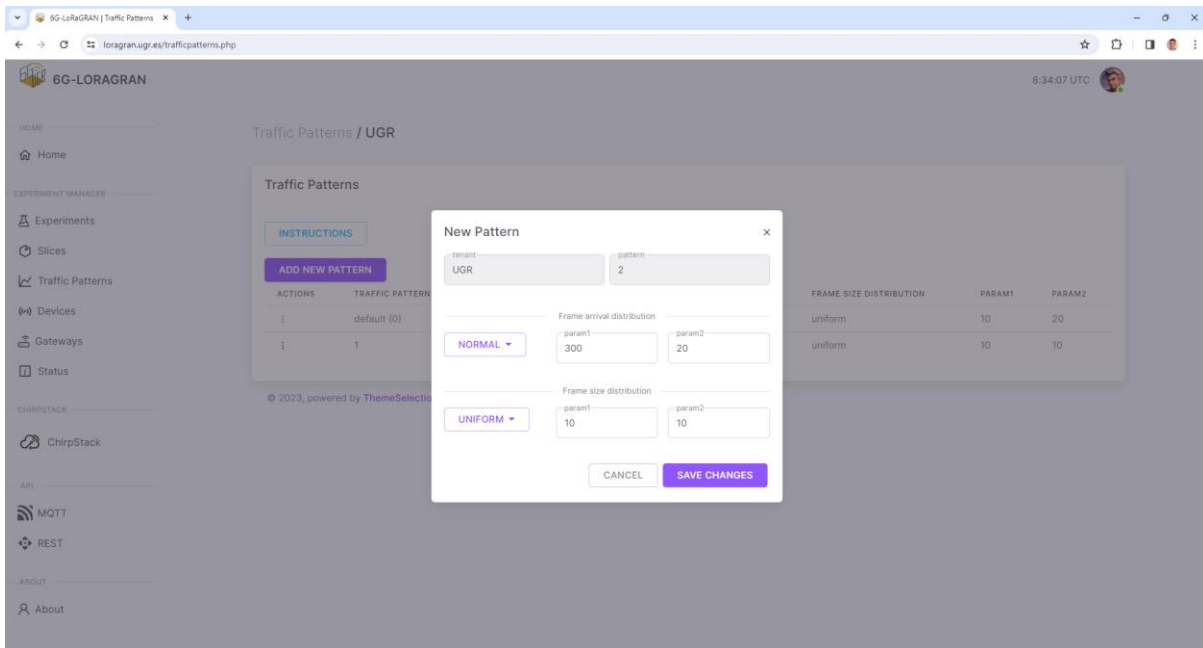 6G-LoRaGRAN | Traffic Patterns
loragran.ugr.es/trafficpatterns.php
6G-LORAGRAN
8:34:07 UTC
HOME
Home
EXPERIMENT MANAGER
Experiments
Slices
Traffic Patterns
Devices
Gateways
Status
CHIRPSTACK
ChirpStack
API
MQTT
REST
ABOUT
About
Traffic Patterns / UGR
Traffic Patterns
INSTRUCTIONS
ADD NEW PATTERN
ACTIONS TRAFFIC PATTERN FRAME SIZE DISTRIBUTION PARAM1 PARAM2
default (0) uniform 10 20
1 uniform 10 10
© 2023, powered by ThemeSelectio
New Pattern ×
tenant pattern
UGR 2
Frame arrival distribution
param1 param2
NORMAL 300 20
Frame size distribution
param1 param2
UNIFORM 10 10
CANCEL SAVE CHANGES